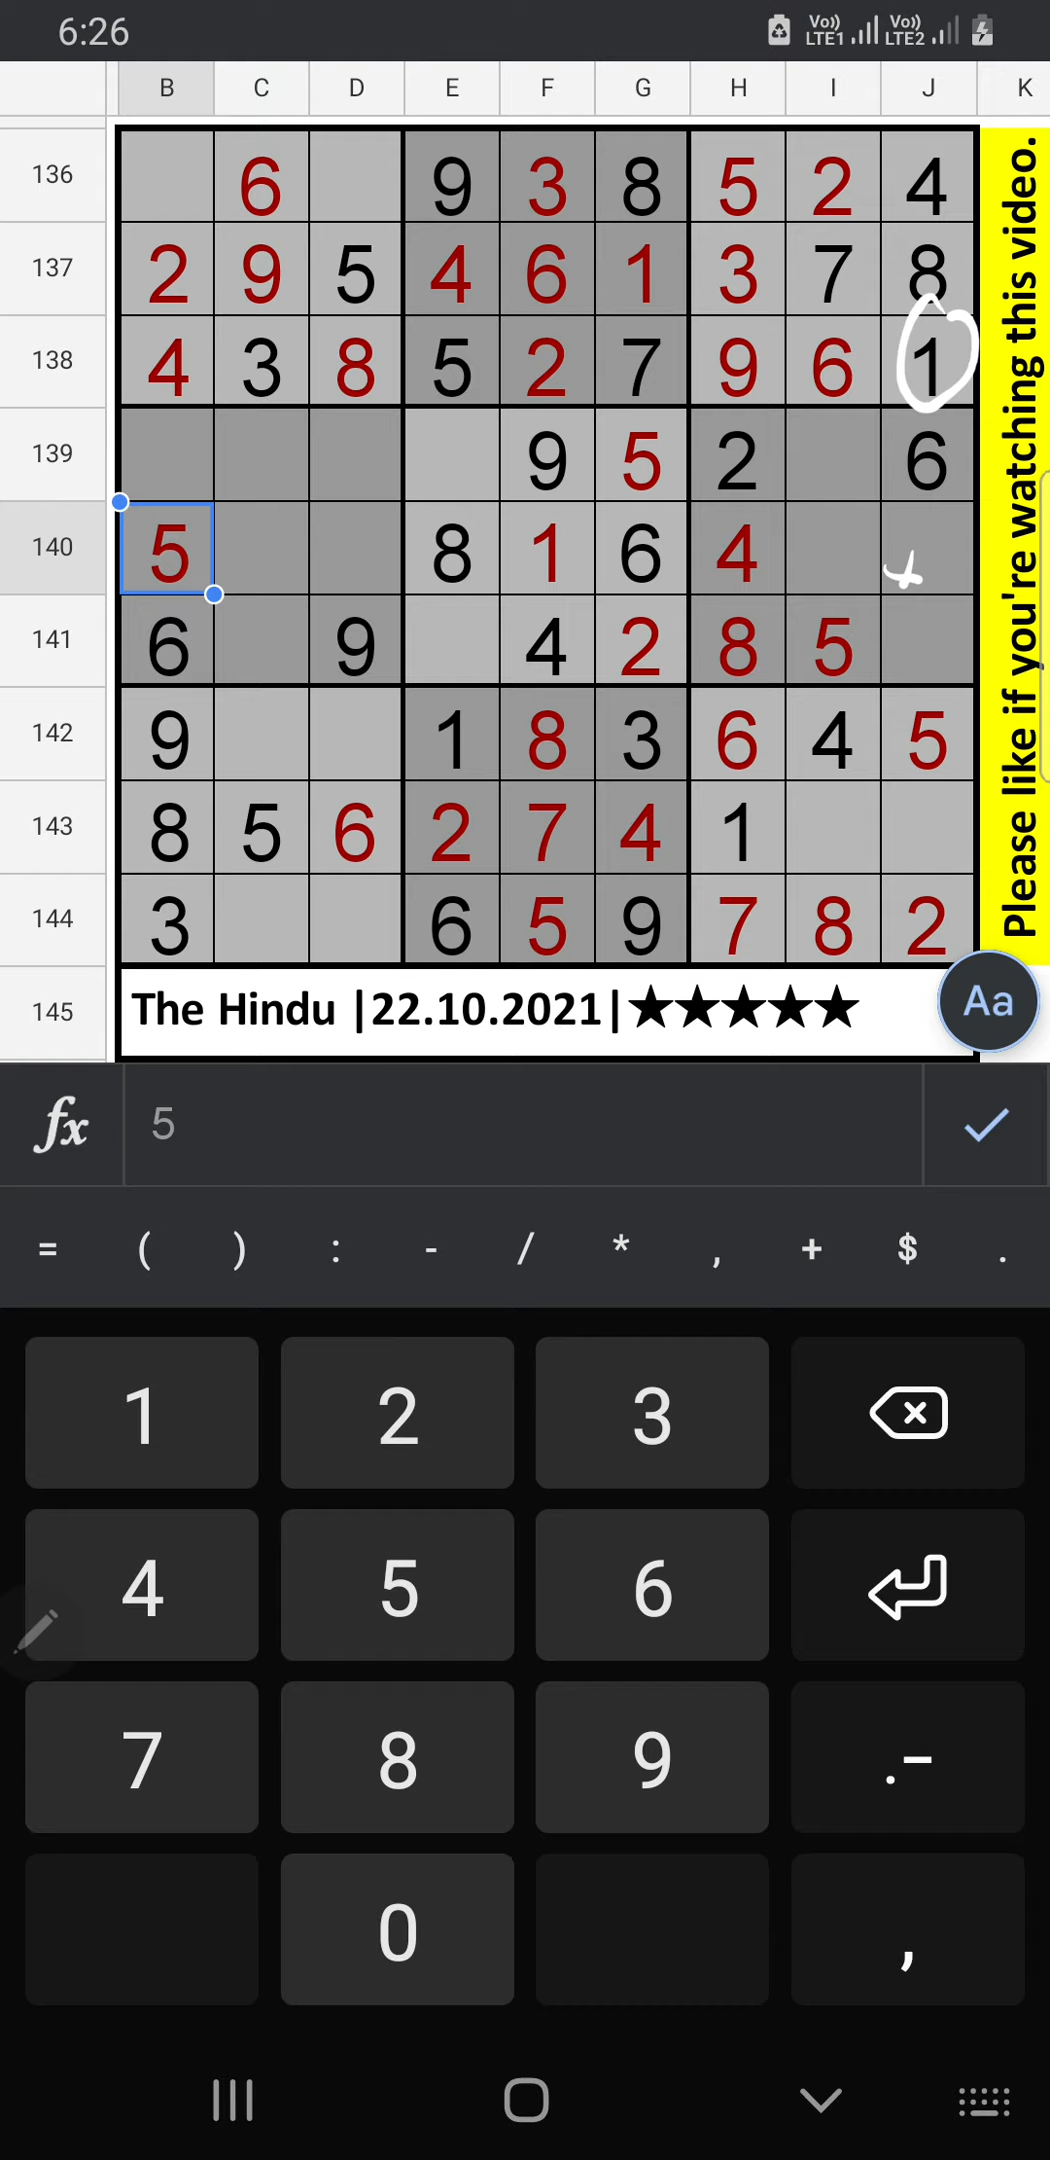 6:26 Vo)) LTE1 Vo)) LTE2
B C D E F G H I J K
136 6 9 3 8 5 2 4
137 2 9 5 4 6 1 3 7 8
138 4 3 8 5 2 7 9 6 1
139 9 5 2 6
140 5 8 1 6 4
141 6 9 4 2 8 5
142 9 1 8 3 6 4 5
143 8 5 6 2 7 4 1
144 3 6 5 9 7 8 2
Please like if you're watching this video.
145 The Hindu |22.10.2021|★★★★★
Aa
fx 5
= ( ) : - / * , + $ .
1 2 3
4 5 6
7 8 9 .-
0 ,